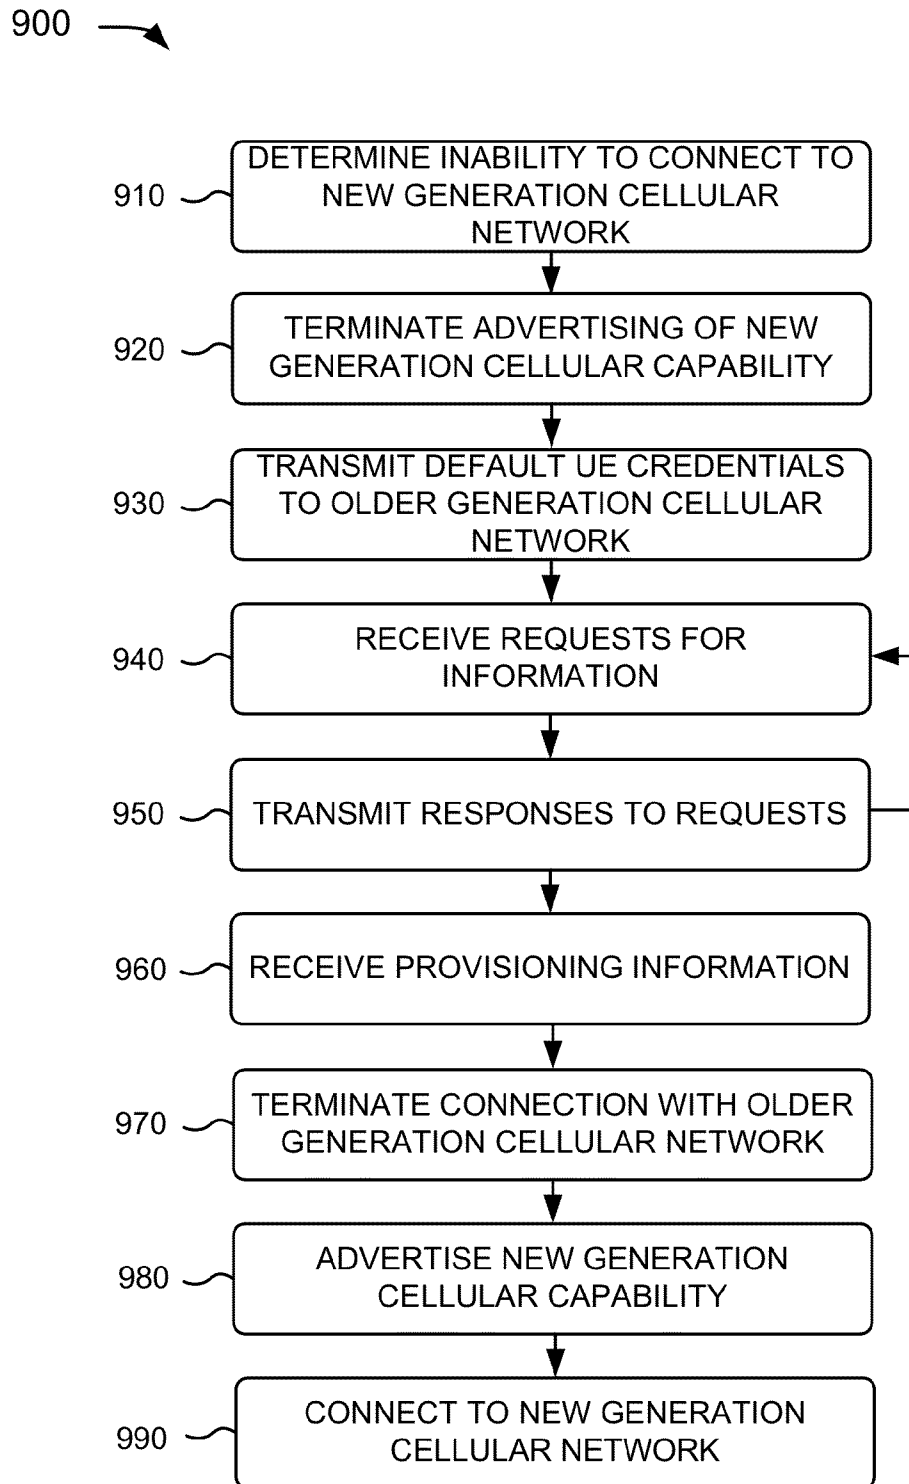 900
DETERMINE INABILITY TO CONNECT TO
910
NEW GENERATION CELLULAR
NETWORK
TERMINATE ADVERTISING OF NEW
920
GENERATION CELLULAR CAPABILITY
TRANSMIT DEFAULT UE CREDENTIALS
930
TO OLDER GENERATION CELLULAR
NETWORK
RECEIVE REQUESTS FOR
940
INFORMATION
950
TRANSMIT RESPONSES TO REQUESTS
960
RECEIVE PROVISIONING INFORMATION
TERMINATE CONNECTION WITH OLDER
970
GENERATION CELLULAR NETWORK
ADVERTISE NEW GENERATION
980
CELLULAR CAPABILITY
CONNECT TO NEW GENERATION
990
CELLULAR NETWORK